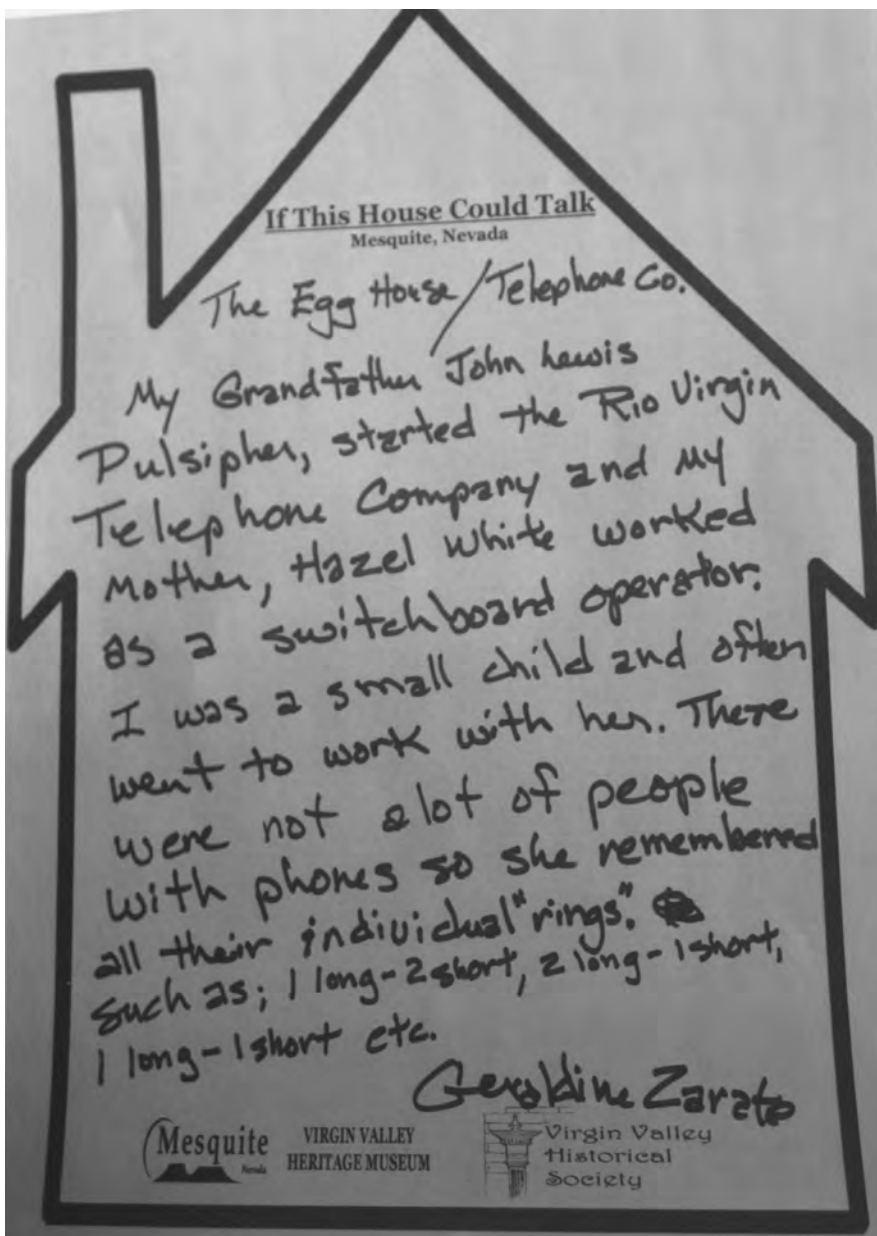 If This House Could Talk
Mesquite, Nevada
The Egg House/Telephone Co.
My Grandfather John Lewis
Pulsipher, started the Rio Virgin
Telephone Company and my
Mother, Hazel White worked
as a switchboard operator.
I was a small child and often
went to work with her. There
were not alot of people
with phones so she remembered
all their individual "rings".
such as; 1 long-2 short, 2 long-1 short,
1 long-1 short etc.
Geraldine Zarate
Mesquite
Nevada
VIRGIN VALLEY
HERITAGE MUSEUM
Virgin Valley
Historical
Society